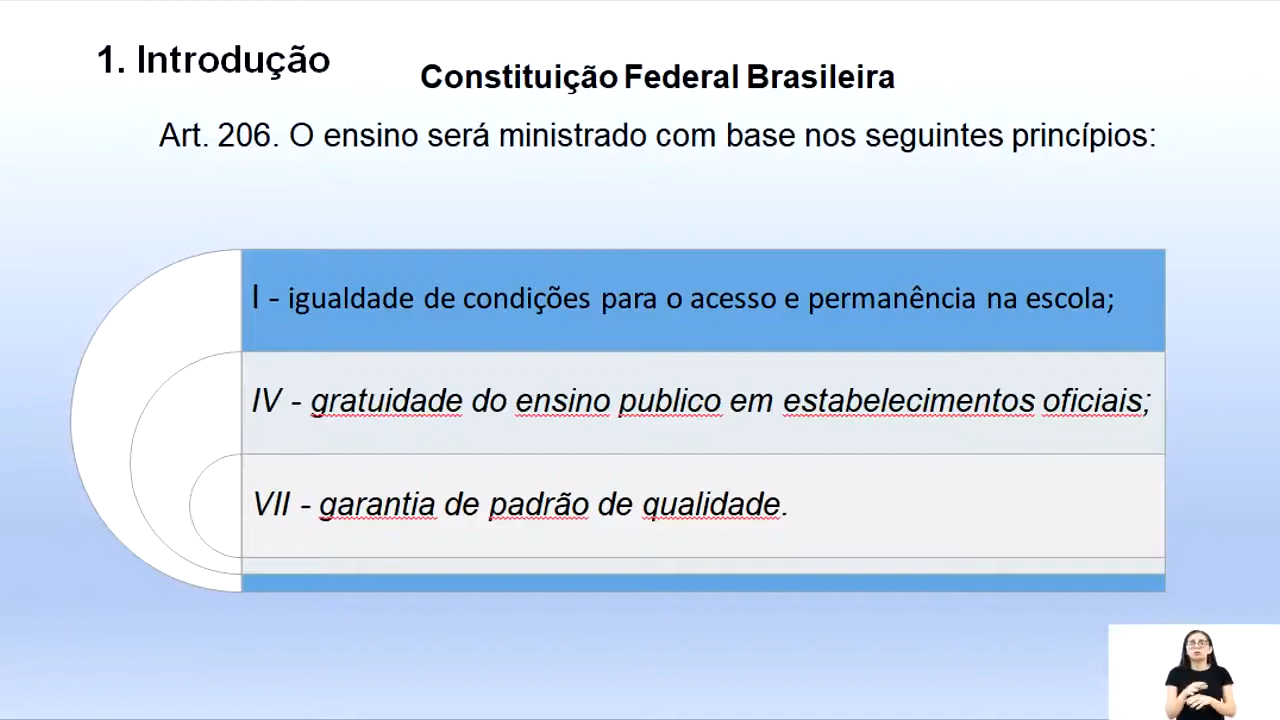 1. Introdução
Constituição Federal Brasileira
Art. 206. O ensino será ministrado com base nos seguintes princípios:
I - igualdade de condições para o acesso e permanência na escola;
IV - gratuidade do ensino publico em estabelecimentos oficiais;
VII - garantia de padrão de qualidade.